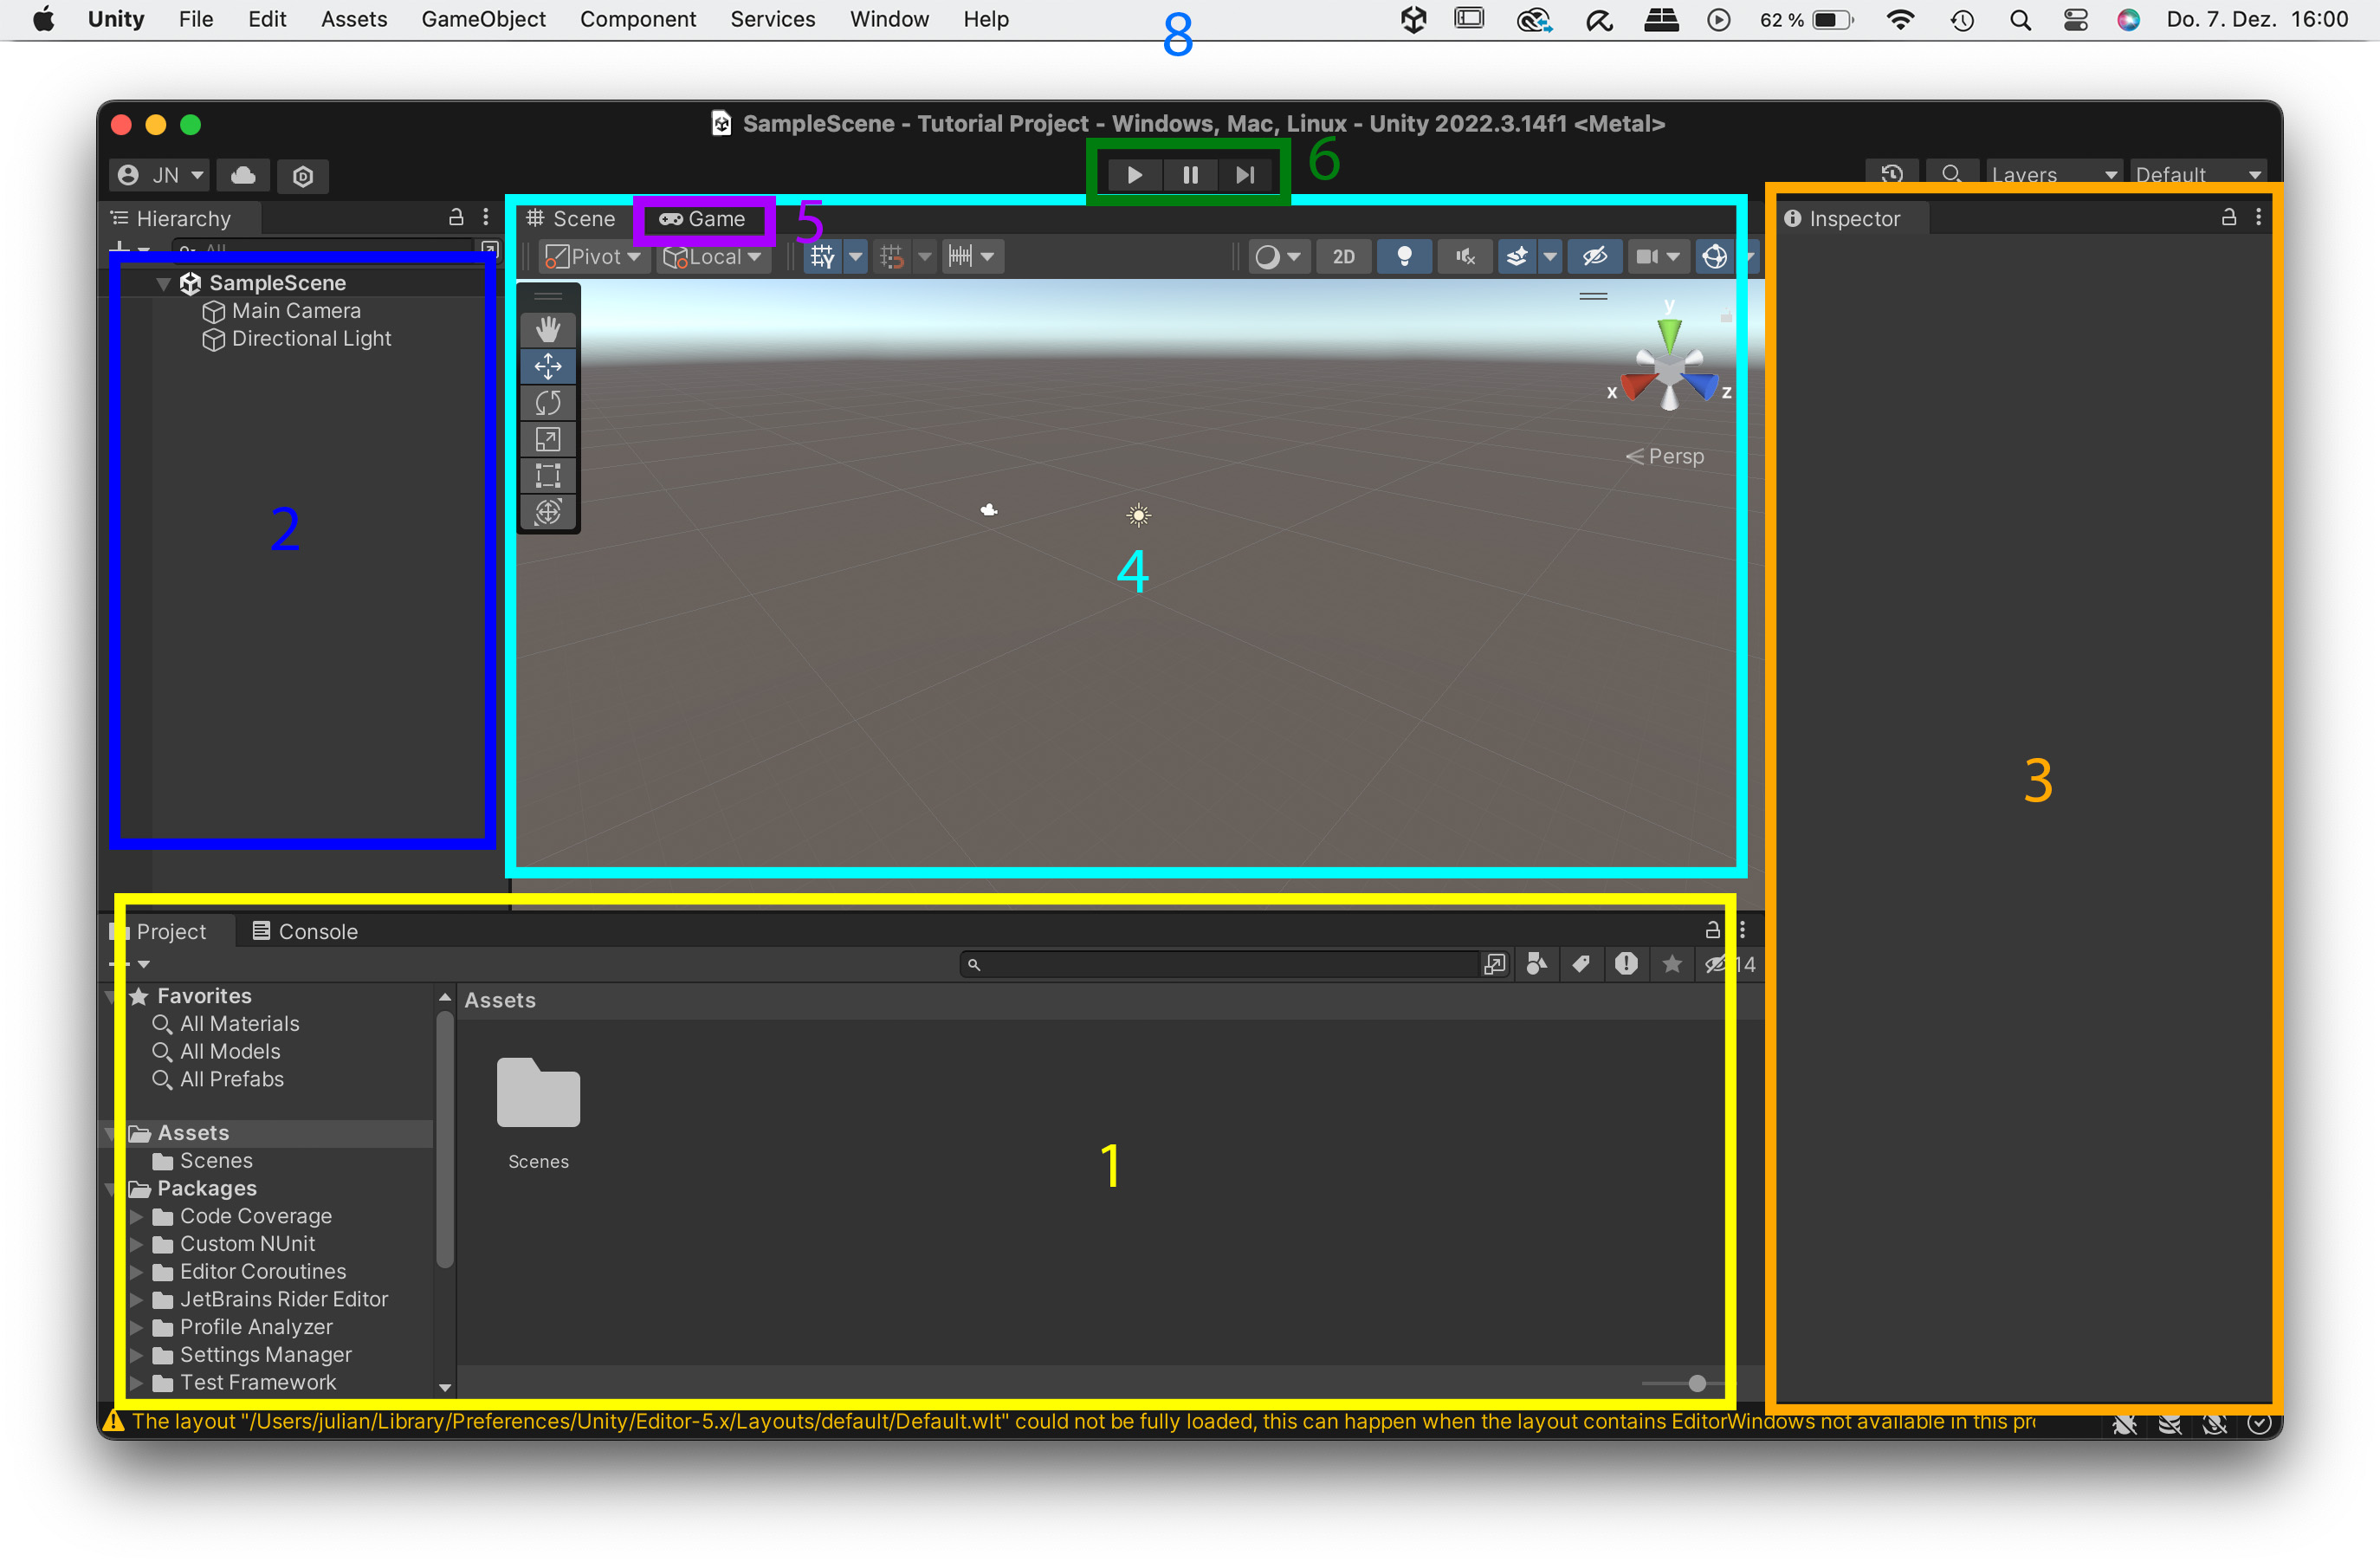 Unity File Edit Assets GameObject Component Services Window Help 8 62 % Do. 7. Dez. 16:00
SampleScene - Tutorial Project - Windows, Mac, Linux - Unity 2022.3.14f1 <Metal>
JN 6 Layers Default
Hierarchy
All
SampleScene
Main Camera
Directional Light
2
Scene Game 5
Pivot Local 2D
y
x z
Persp
4
Inspector
3
Project Console
14
Favorites
All Materials
All Models
All Prefabs
Assets
Scenes
Packages
Code Coverage
Custom NUnit
Editor Coroutines
JetBrains Rider Editor
Profile Analyzer
Settings Manager
Test Framework
Assets
Scenes
1
The layout "/Users/julian/Library/Preferences/Unity/Editor-5.x/Layouts/default/Default.wlt" could not be fully loaded, this can happen when the layout contains EditorWindows not available in this pro